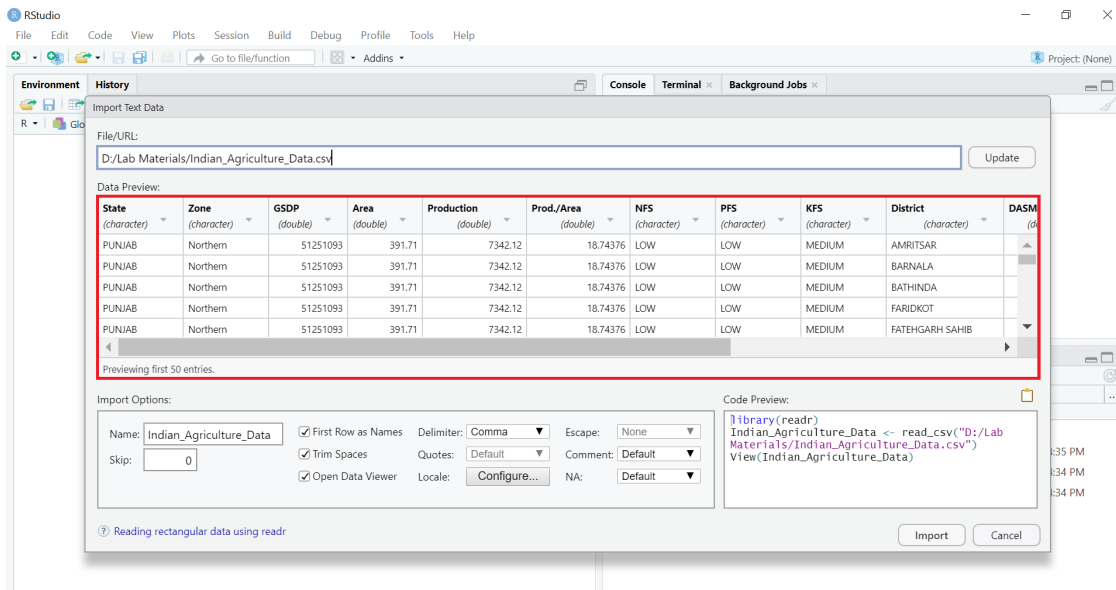 RStudio
File Edit Code View Plots Session Build Debug Profile Tools Help
Go to file/function Addins Project: (None)
Environment History Console Terminal Background Jobs
R Glo
Import Text Data
File/URL:
D:/Lab Materials/Indian_Agriculture_Data.csv Update
Data Preview:
State Zone GSDP Area Production Prod./Area NFS PFS KFS District DASM
(character) (character) (double) (double) (double) (double) (character) (character) (character) (character) (d
PUNJAB Northern 51251093 391.71 7342.12 18.74376 LOW LOW MEDIUM AMRITSAR
PUNJAB Northern 51251093 391.71 7342.12 18.74376 LOW LOW MEDIUM BARNALA
PUNJAB Northern 51251093 391.71 7342.12 18.74376 LOW LOW MEDIUM BATHINDA
PUNJAB Northern 51251093 391.71 7342.12 18.74376 LOW LOW MEDIUM FARIDKOT
PUNJAB Northern 51251093 391.71 7342.12 18.74376 LOW LOW MEDIUM FATEHGARH SAHIB
Previewing first 50 entries.
Import Options: Code Preview:
Name: Indian_Agriculture_Data First Row as Names Delimiter: Comma Escape: None
Skip: 0 Trim Spaces Quotes: Default Comment: Default
Open Data Viewer Locale: Configure... NA: Default
library(readr)
Indian_Agriculture_Data <- read_csv("D:/Lab
Materials/Indian_Agriculture_Data.csv")
View(Indian_Agriculture_Data)
:35 PM
:34 PM
:34 PM
? Reading rectangular data using readr Import Cancel